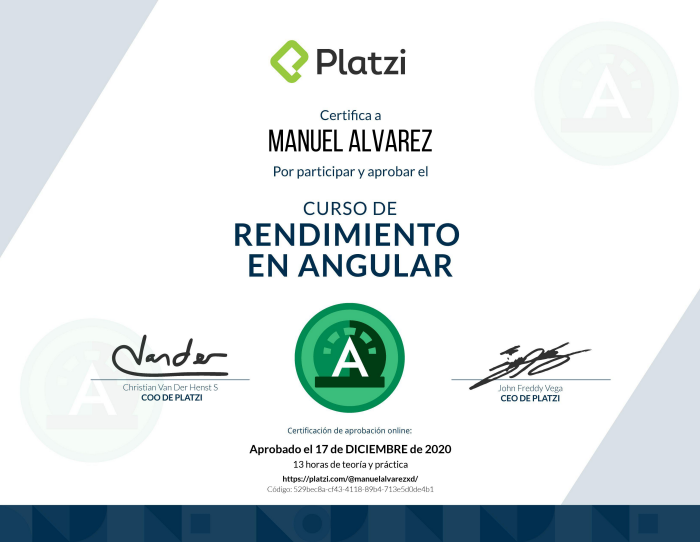 Platzi
Certifica a
MANUEL ALVAREZ
Por participar y aprobar el
CURSO DE
RENDIMIENTO
EN ANGULAR
A
A
A
Vander
Christian Van Der Henst S
COO DE PLATZI
John Freddy Vega
CEO DE PLATZI
Certificación de aprobación online:
Aprobado el 17 de DICIEMBRE de 2020
13 horas de teoría y práctica
https://platzi.com/@manuelalvarezxd/
Código: 529bec8a-cf43-4118-89b4-713e5d0de4b1